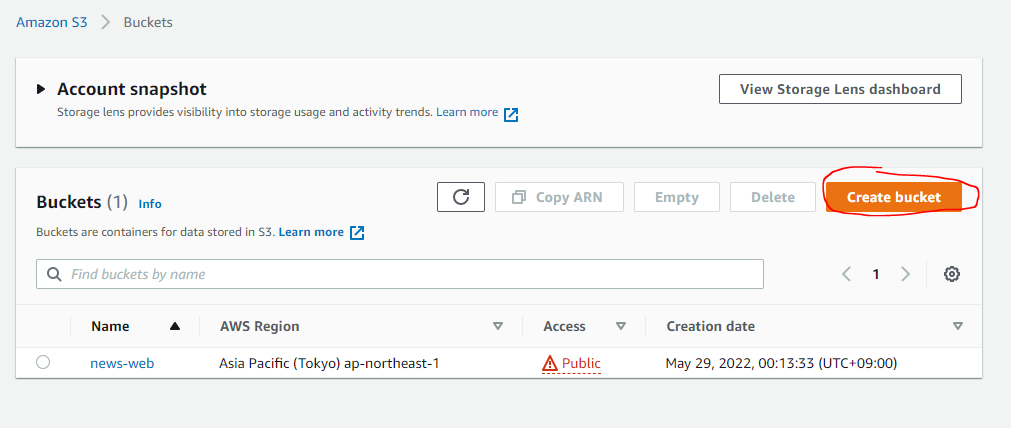 Amazon S3 > Buckets
Account snapshot
View Storage Lens dashboard
Storage lens provides visibility into storage usage and activity trends. Learn more
Buckets (1) Info
Copy ARN Empty Delete Create bucket
Buckets are containers for data stored in S3. Learn more
Find buckets by name
1
Name AWS Region Access Creation date
news-web Asia Pacific (Tokyo) ap-northeast-1 Public May 29, 2022, 00:13:33 (UTC+09:00)